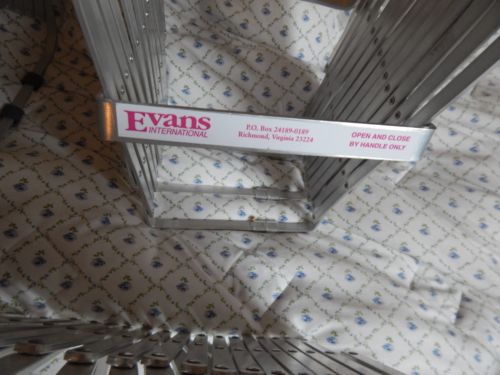 Evans
INTERNATIONAL
P.O. Box 24189-0189
Richmond, Virginia 23224
OPEN AND CLOSE
BY HANDLE ONLY